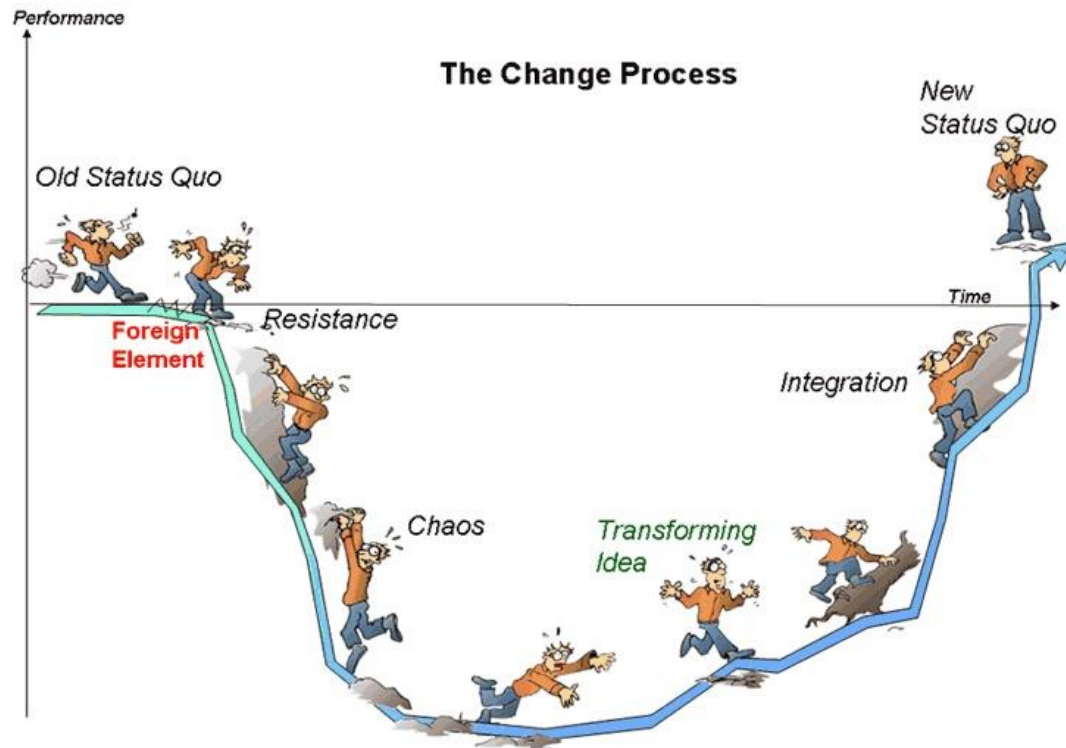 Performance
The Change Process
New
Status Quo
Old Status Quo
Time
Foreign
Element
Resistance
Integration
Chaos
Transforming
Idea